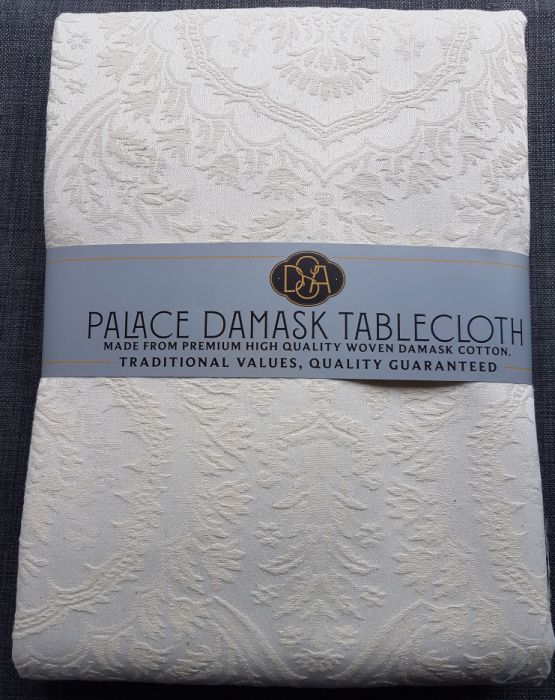 DSA
PALACE DAMASK TABLECLOTH
MADE FROM PREMIUM HIGH QUALITY WOVEN DAMASK COTTON.
TRADITIONAL VALUES, QUALITY GUARANTEED